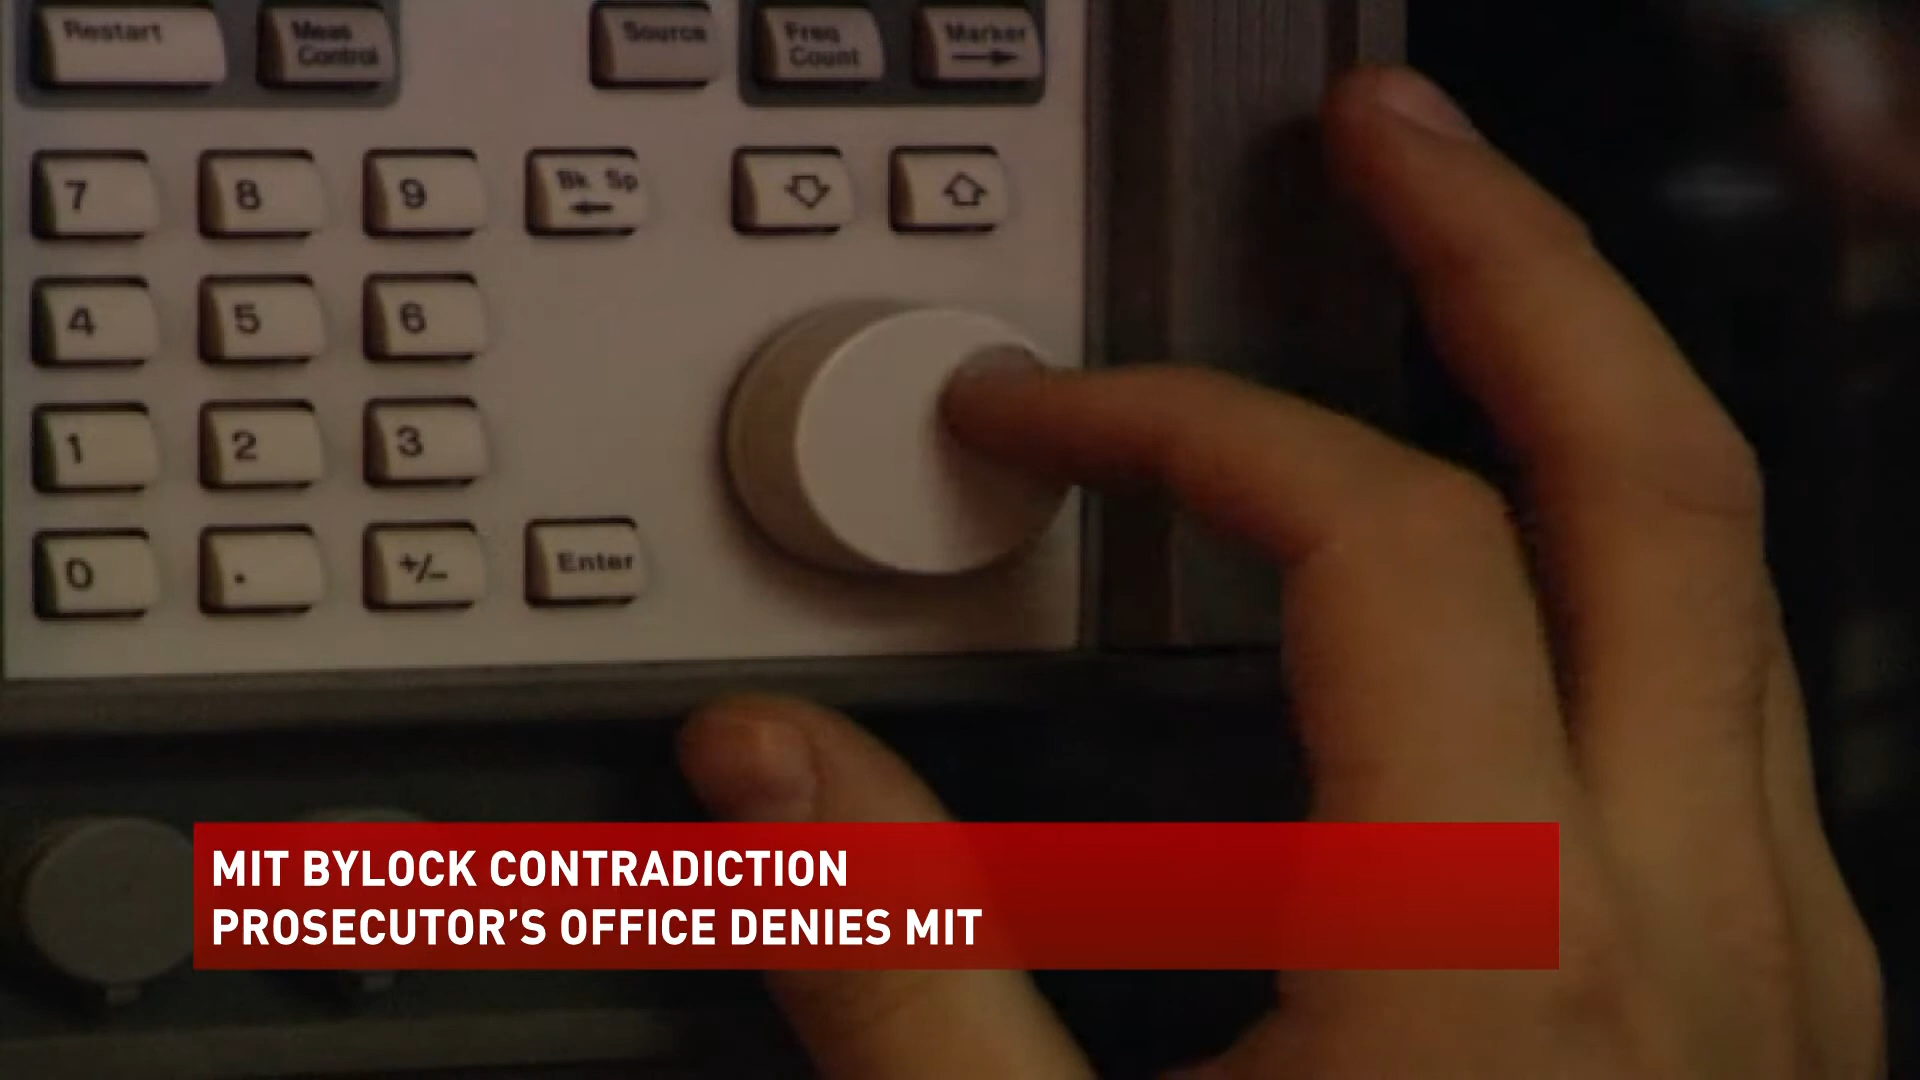 Restart
Meas
Control
Source
Freq
Count
Marker
7
8
9
Bk Sp
4
5
6
1
2
3
0
.
+/-
Enter
MIT BYLOCK CONTRADICTION
PROSECUTOR’S OFFICE DENIES MIT